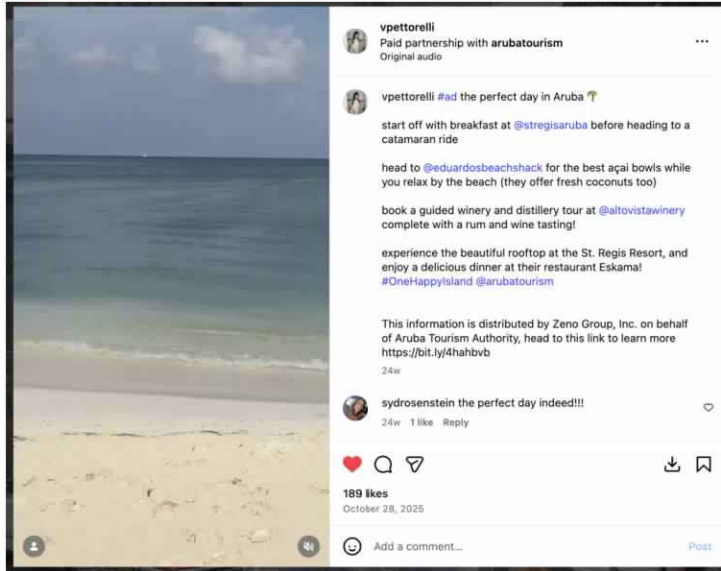 vpettorelli
Paid partnership with arubatourism
Original audio
vpettorelli #ad the perfect day in Aruba 🌴
start off with breakfast at @stregisaruba before heading to a
catamaran ride
head to @eduardosbeachshack for the best açai bowls while
you relax by the beach (they offer fresh coconuts too)
book a guided winery and distillery tour at @altovistawinery
complete with a rum and wine tasting!
experience the beautiful rooftop at the St. Regis Resort, and
enjoy a delicious dinner at their restaurant Eskama!
#OneHappyIsland @arubatourism
This information is distributed by Zeno Group, Inc. on behalf
of Aruba Tourism Authority, head to this link to learn more
https://bit.ly/4hahbvb
24w
sydrosenstein the perfect day indeed!!!
24w 1 like Reply
189 likes
October 28, 2025
Add a comment...
Post